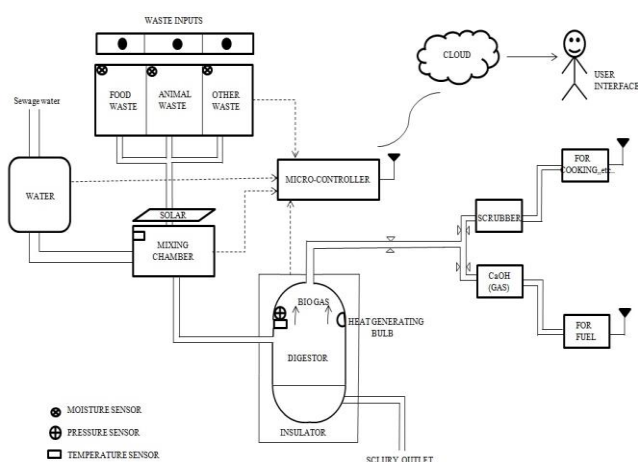 WASTE INPUTS
FOOD
WASTE
ANIMAL
WASTE
OTHER
WASTE
CLOUD
USER
INTERFACE
Sewage water
WATER
MICRO-CONTROLLER
FOR
COOKING,,etc..
SOLAR
SCRUBBER
MIXING
CHAMBER
CaOH
(GAS)
BIOGAS
HEAT GENERATING
BULB
FOR
FUEL
DIGESTOR
INSULATOR
MOISTURE SENSOR
PRESSURE SENSOR
TEMPERATURE SENSOR
SCLURY OUTLET